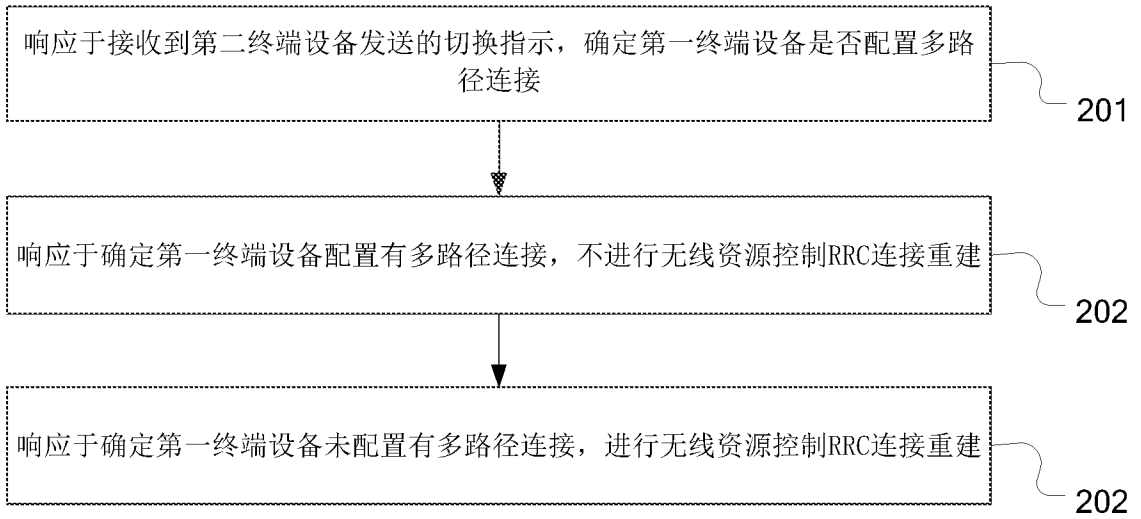 响应于接收到第二终端设备发送的切换指示，确定第一终端设备是否配置多路
径连接
201
响应于确定第一终端设备配置有多路径连接，不进行无线资源控制RRC连接重建
202
响应于确定第一终端设备未配置有多路径连接，进行无线资源控制RRC连接重建
202